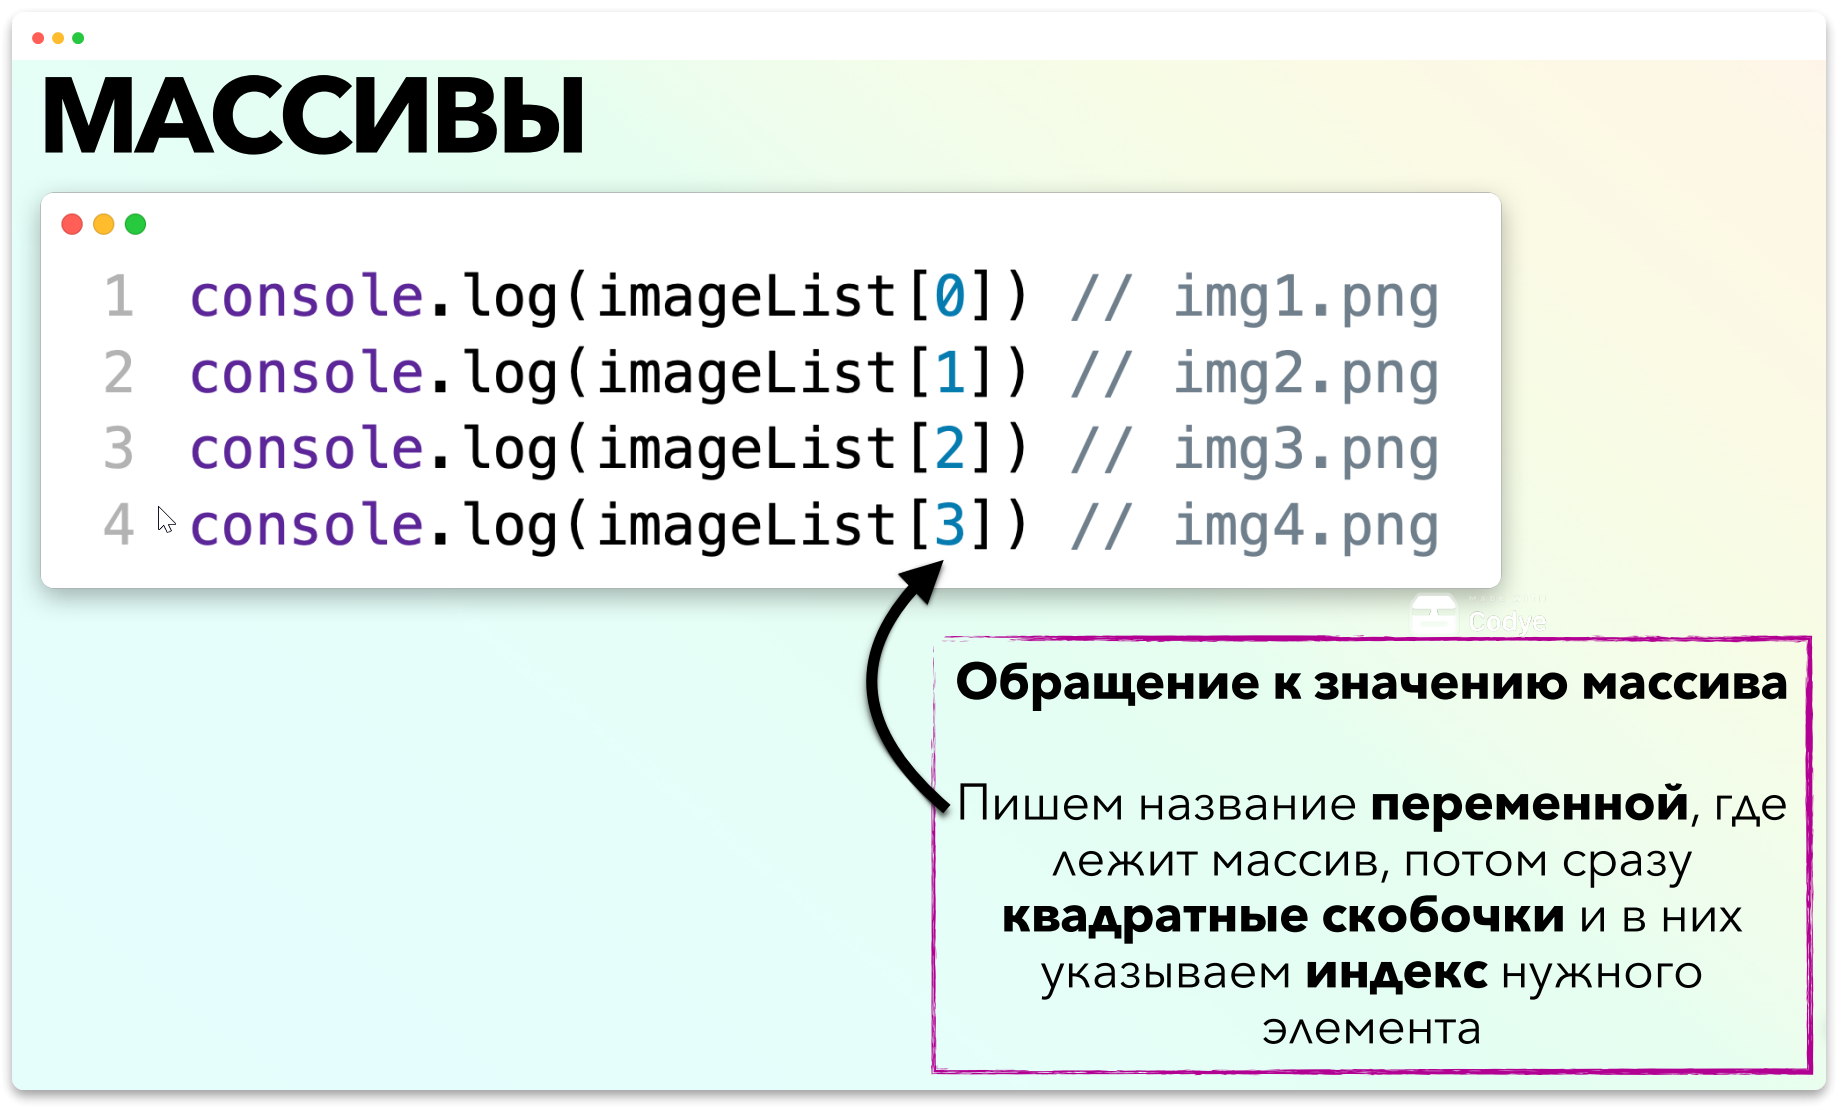 МАССИВЫ
1 console.log(imageList[0]) // img1.png
2 console.log(imageList[1]) // img2.png
3 console.log(imageList[2]) // img3.png
4 console.log(imageList[3]) // img4.png
Codye
Обращение к значению массива
Пишем название переменной, где
лежит массив, потом сразу
квадратные скобочки и в них
указываем индекс нужного
элемента